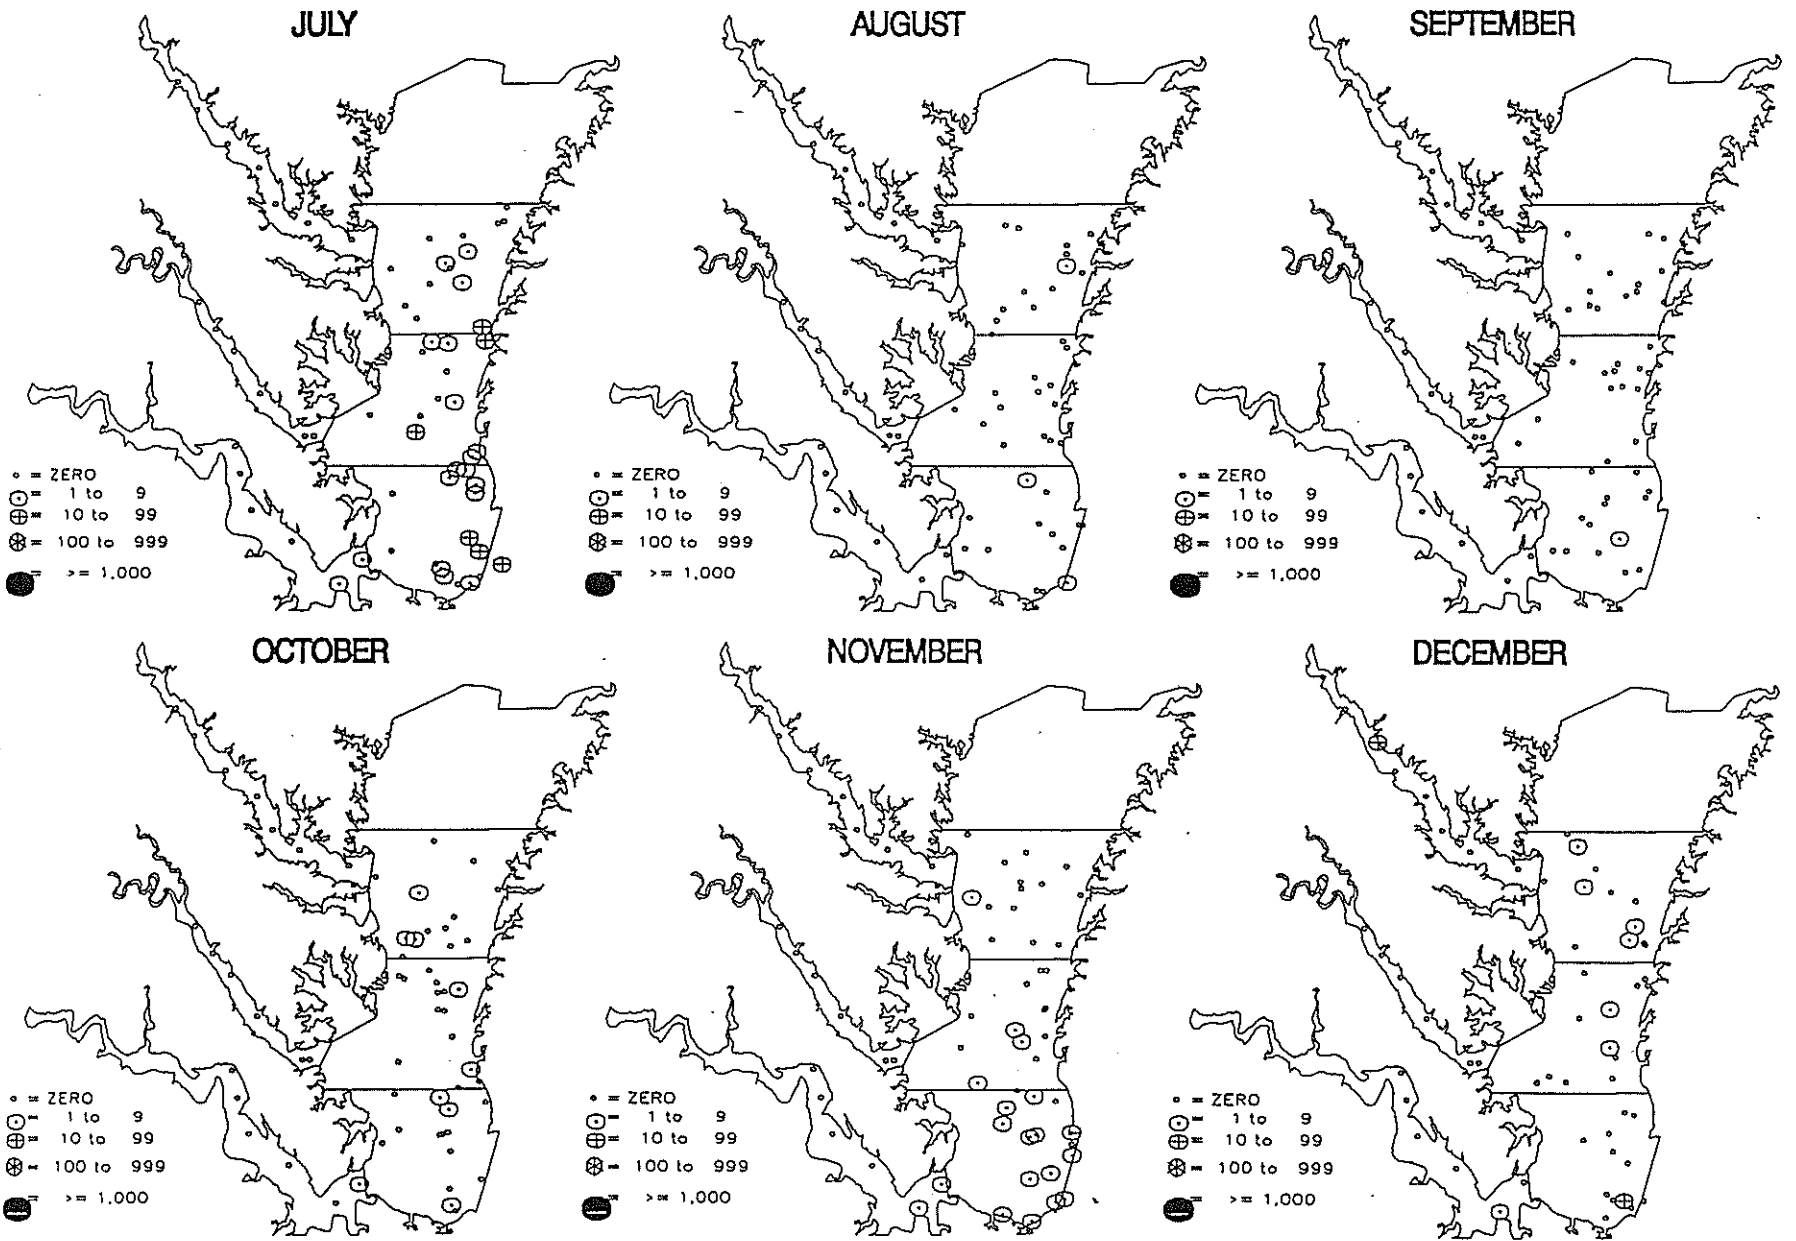 JULY
AUGUST
SEPTEMBER
= ZERO
= 1 to 9
= 10 to 99
= 100 to 999
= >= 1,000
= ZERO
= 1 to 9
= 10 to 99
= 100 to 999
= >= 1,000
= ZERO
= 1 to 9
= 10 to 99
= 100 to 999
= >= 1,000
OCTOBER
NOVEMBER
DECEMBER
= ZERO
= 1 to 9
= 10 to 99
= 100 to 999
= >= 1,000
= ZERO
= 1 to 9
= 10 to 99
= 100 to 999
= >= 1,000
= ZERO
= 1 to 9
= 10 to 99
= 100 to 999
= >= 1,000